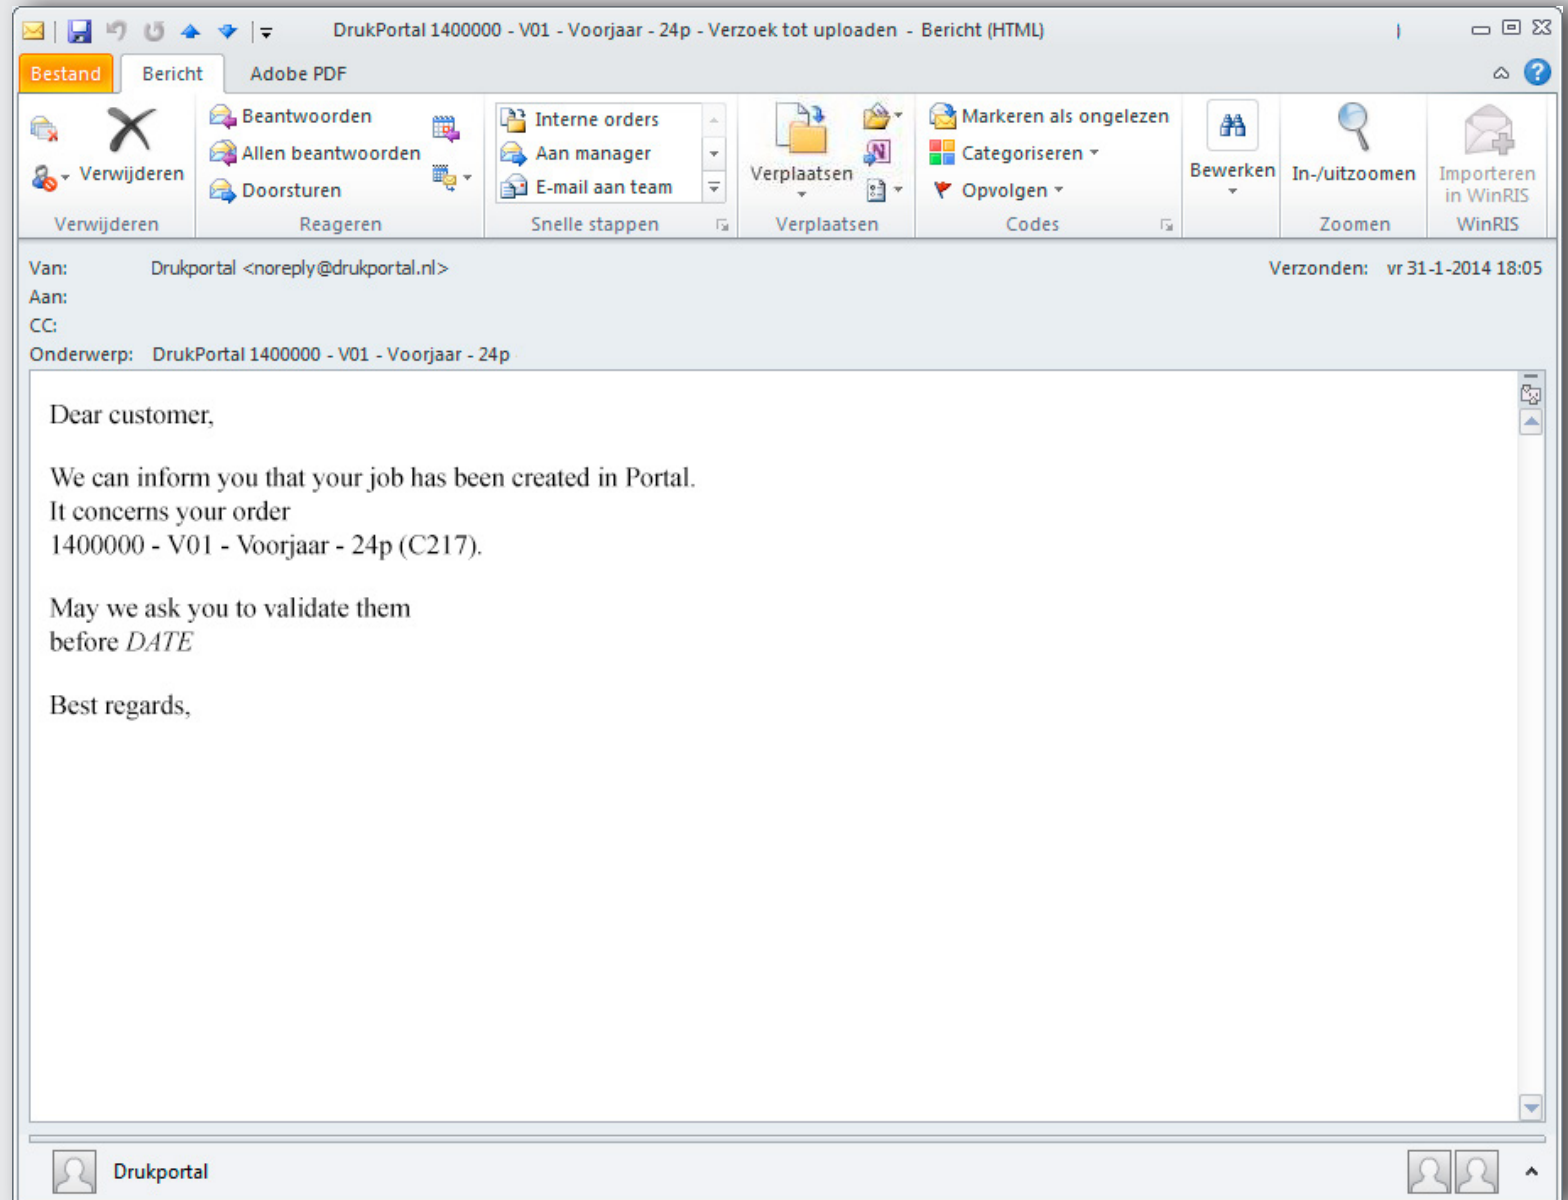 DrukPortal 1400000 - V01 - Voorjaar - 24p - Verzoek tot uploaden - Bericht (HTML)
Bestand Bericht Adobe PDF
Verwijderen
Beantwoorden
Allen beantwoorden
Doorsturen
Interne orders
Aan manager
E-mail aan team
Verplaatsen
Markeren als ongelezen
Categoriseren
Opvolgen
Bewerken
In-/uitzoomen
Importeren
in WinRIS
Verwijderen Reageren Snelle stappen Verplaatsen Codes Zoomen WinRIS
Van: Drukportal <noreply@drukportal.nl> Verzonden: vr 31-1-2014 18:05
Aan:
CC:
Onderwerp: DrukPortal 1400000 - V01 - Voorjaar - 24p
Dear customer,
We can inform you that your job has been created in Portal.
It concerns your order
1400000 - V01 - Voorjaar - 24p (C217).
May we ask you to validate them
before DATE
Best regards,
Drukportal